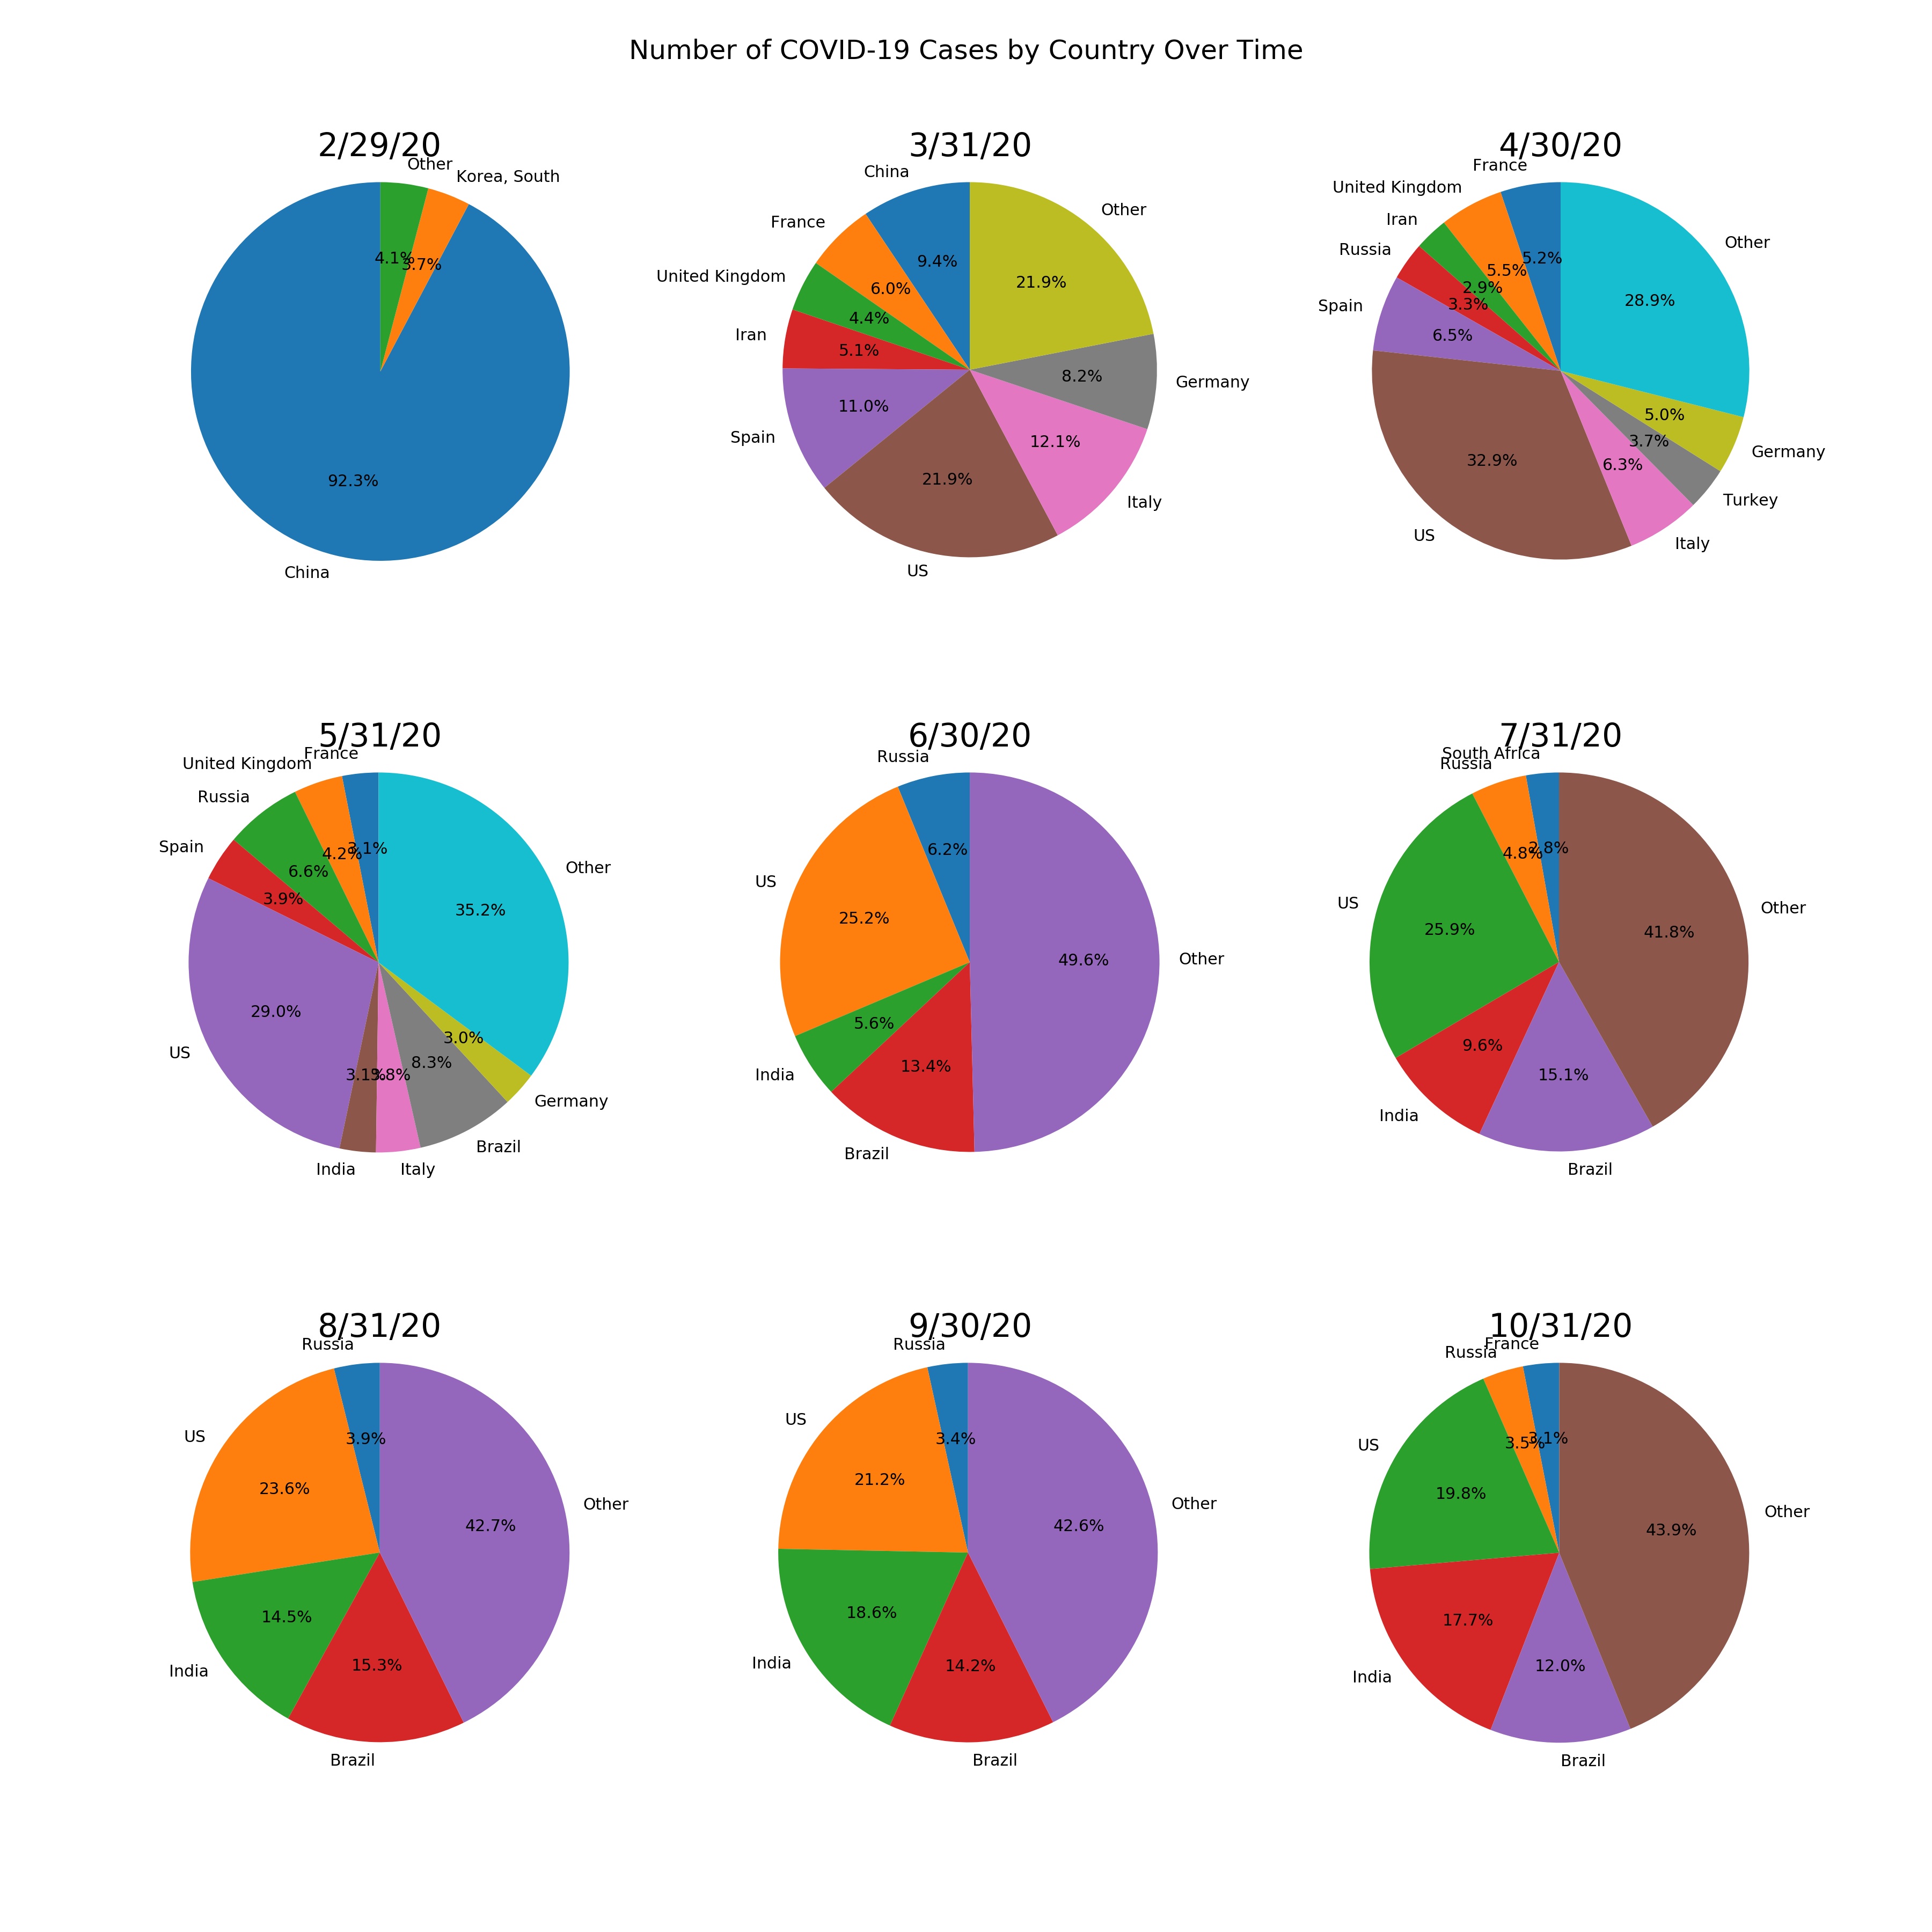 Number of COVID-19 Cases by Country Over Time
2/29/20
Other
Korea, South
4.1%
3.7%
92.3%
China
3/31/20
China
France
United Kingdom
Iran
Spain
US
Italy
Germany
Other
9.4%
6.0%
4.4%
5.1%
11.0%
21.9%
12.1%
8.2%
21.9%
4/30/20
France
United Kingdom
Iran
Russia
Spain
US
Italy
Turkey
Germany
Other
5.2%
5.5%
2.9%
3.3%
6.5%
32.9%
6.3%
3.7%
5.0%
28.9%
5/31/20
France
United Kingdom
Russia
Spain
US
India
Italy
Brazil
Germany
Other
3.1%
4.2%
6.6%
3.9%
29.0%
3.1%
3.8%
8.3%
3.0%
35.2%
6/30/20
Russia
US
India
Brazil
Other
6.2%
25.2%
5.6%
13.4%
49.6%
7/31/20
South Africa
Russia
US
India
Brazil
Other
2.8%
4.8%
25.9%
9.6%
15.1%
41.8%
8/31/20
Russia
US
India
Brazil
Other
3.9%
23.6%
14.5%
15.3%
42.7%
9/30/20
Russia
US
India
Brazil
Other
3.4%
21.2%
18.6%
14.2%
42.6%
10/31/20
France
Russia
US
India
Brazil
Other
3.1%
3.5%
19.8%
17.7%
12.0%
43.9%